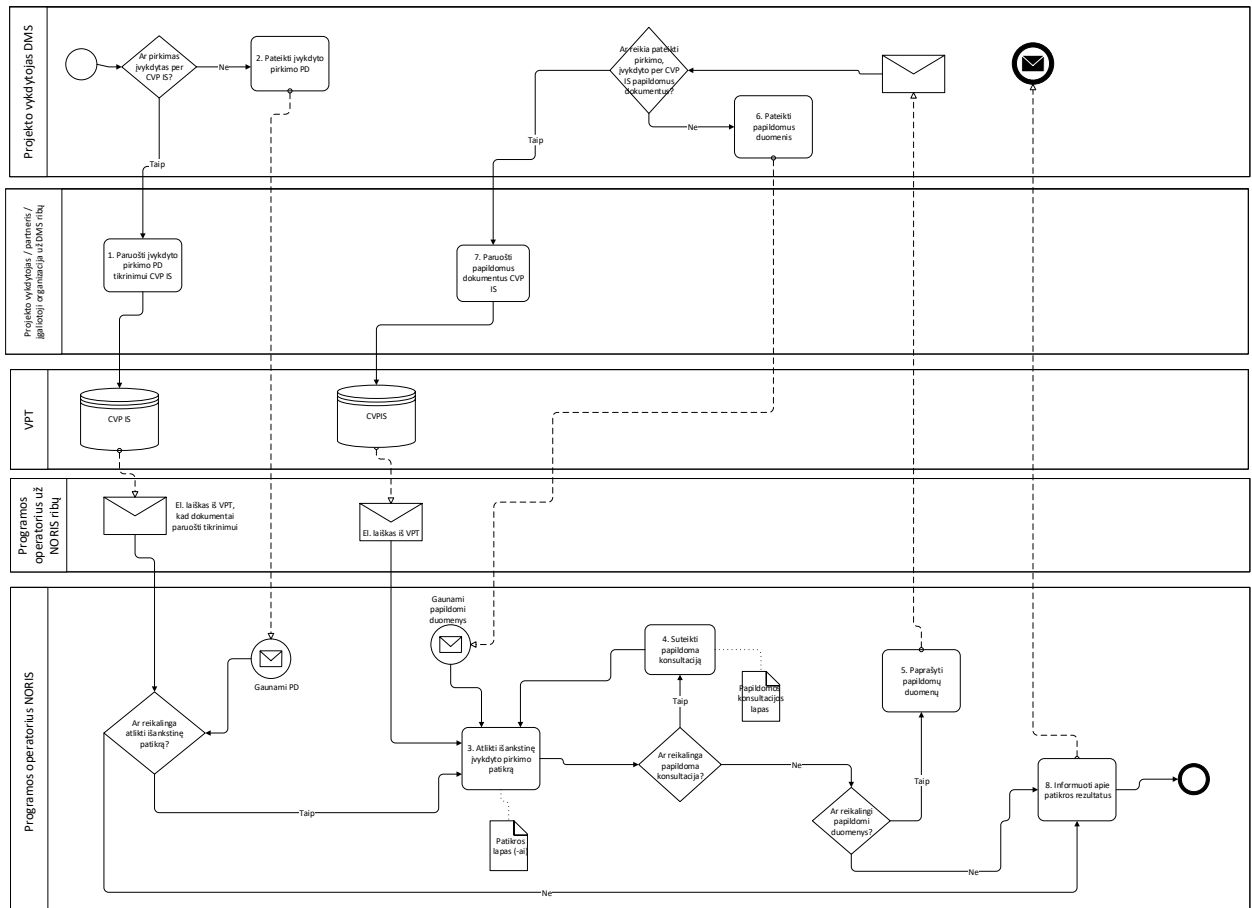 Projekto vykdytojas DMS
Ar pirkimas
įvykdytas per
CVP IS?
Ne
2. Pateikti įvykdyto
pirkimo PD
Taip
Ar reikia pateikti
pirkimo,
įvykdyto per CVP
IS papildomus
dokumentus?
Ne
Taip
6. Pateikti
papildomus
duomenis
Projekto vykdytojas / partneris /
įgaliotoji organizacija už DMS ribų
1. Paruošti įvykdyto
pirkimo PD
tikrinimui CVP IS
7. Paruošti
papildomus
dokumentus CVP
IS
VPT
CVP IS
CVPIS
Programos
operatorius už
NORIS ribų
El. laiškas iš VPT,
kad dokumentai
paruošti tikrinimui
El. laiškas iš VPT
Programos operatorius NORIS
Gaunami PD
Gaunami
papildomi
duomenys
4. Suteikti
papildoma
konsultaciją
Papildomos
konsultacijos
lapas
5. Paprašyti
papildomų
duomenų
Ar reikalinga
atlikti išankstinę
patikrą?
Taip
3. Atlikti išankstinę
įvykdyto pirkimo
patikrą
Patikros
lapas (-ai)
Taip
Ar reikalinga
papildoma
konsultacija?
Ne
Ar reikalingi
papildomi
duomenys?
Taip
Ne
8. Informuoti apie
patikros rezultatus
Ne